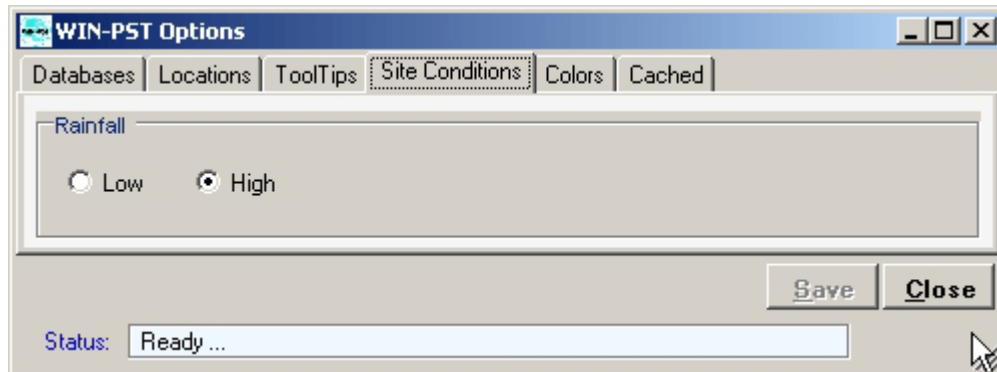 WIN-PST Options
Databases Locations ToolTips Site Conditions Colors Cached
Rainfall
Low High
Save Close
Status: Ready ...